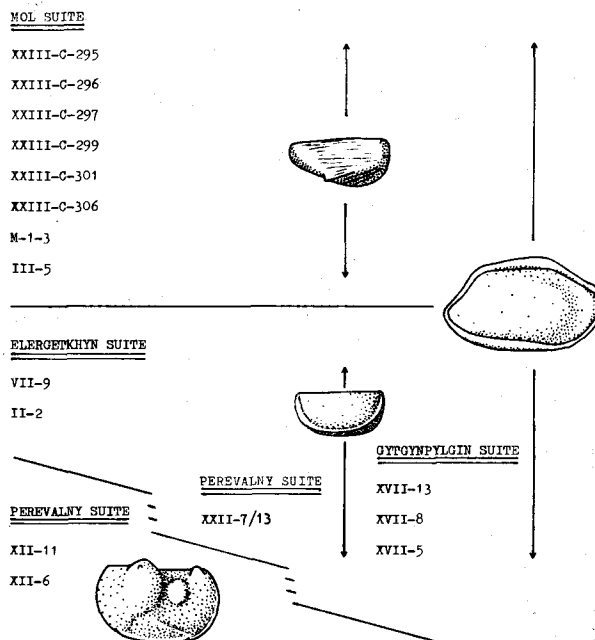 MOL SUITE
XXIII-C-295
XXIII-C-296
XXIII-C-297
XXIII-C-299
XXIII-C-301
XXIII-C-306
M-1-3
III-5
ELERGETKHYN SUITE
VII-9
II-2
PEREVALNY SUITE
XII-11
XII-6
PEREVALNY SUITE
XXII-7/13
GYTGYNPYLGIN SUITE
XVII-13
XVII-8
XVII-5